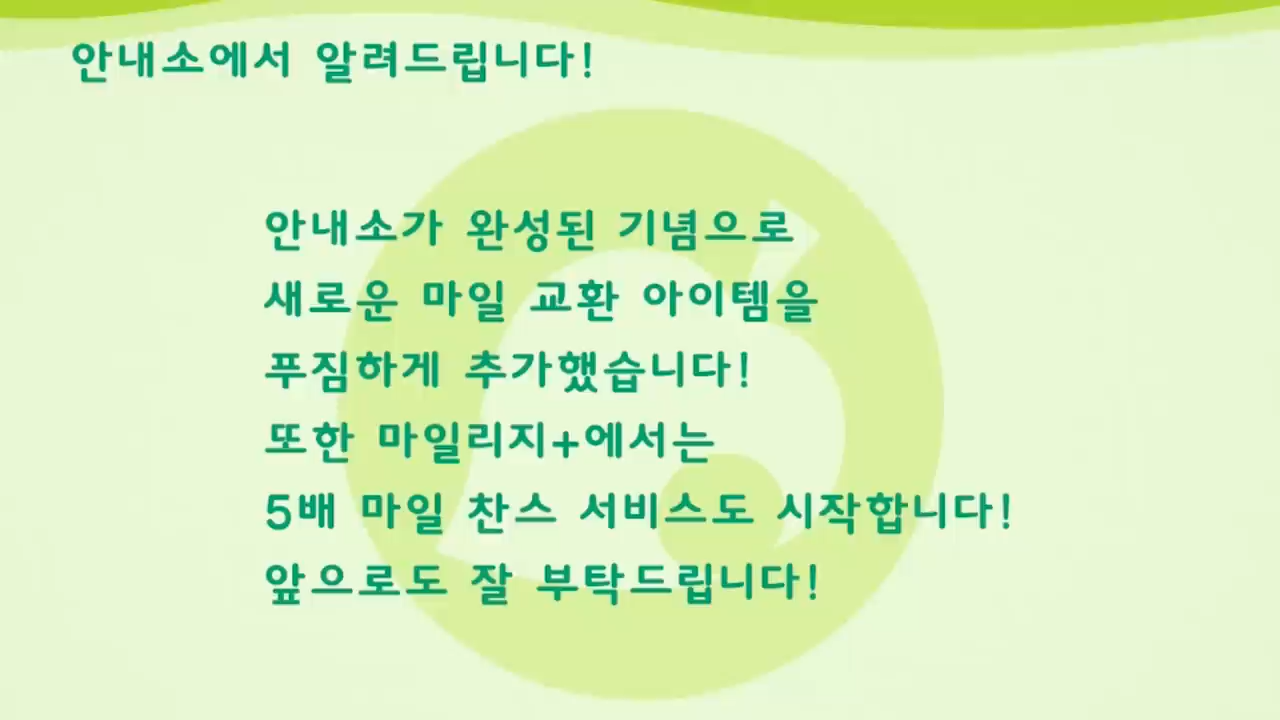 안내소에서 알려드립니다!
안내소가 완성된 기념으로
새로운 마일 교환 아이템을
푸짐하게 추가했습니다!
또한 마일리지+에서는
5배 마일 찬스 서비스도 시작합니다!
앞으로도 잘 부탁드립니다!